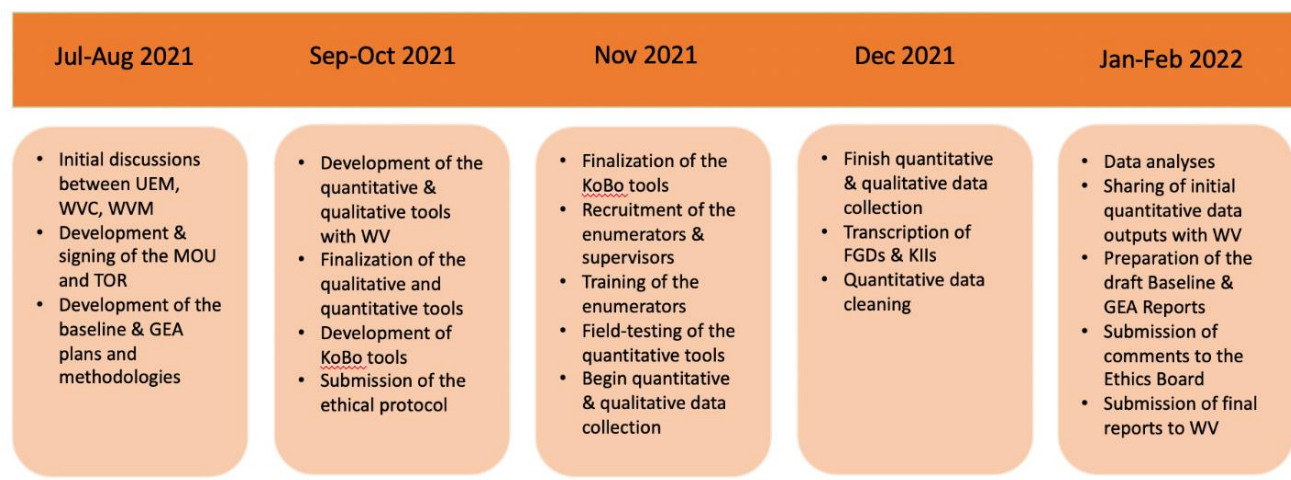 Jul-Aug 2021
Sep-Oct 2021
Nov 2021
Dec 2021
Jan-Feb 2022
• Initial discussions
between UEM,
WVC, WVM
• Development &
signing of the MOU
and TOR
• Development of the
baseline & GEA
plans and
methodologies
• Development of the
quantitative &
qualitative tools
with WV
• Finalization of the
qualitative and
quantitative tools
• Development of
KoBo tools
• Submission of the
ethical protocol
• Finalization of the
KoBo tools
• Recruitment of the
enumerators &
supervisors
• Training of the
enumerators
• Field-testing of the
quantitative tools
• Begin quantitative
& qualitative data
collection
• Finish quantitative
& qualitative data
collection
• Transcription of
FGDs & KIIs
• Quantitative data
cleaning
• Data analyses
• Sharing of initial
quantitative data
outputs with WV
• Preparation of the
draft Baseline &
GEA Reports
• Submission of
comments to the
Ethics Board
• Submission of final
reports to WV